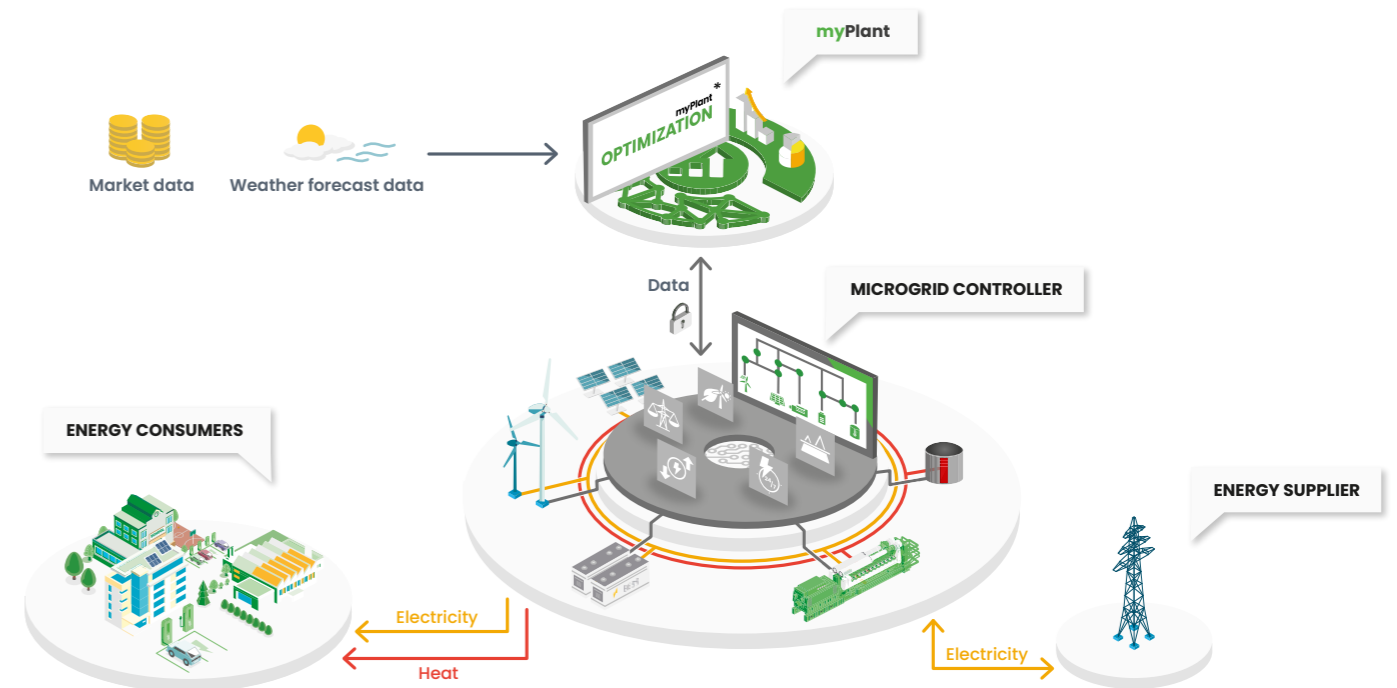 myPlant
myPlant *
OPTIMIZATION
Market data
Weather forecast data
Data
MICROGRID CONTROLLER
ENERGY CONSUMERS
ENERGY SUPPLIER
Electricity
Heat
Electricity